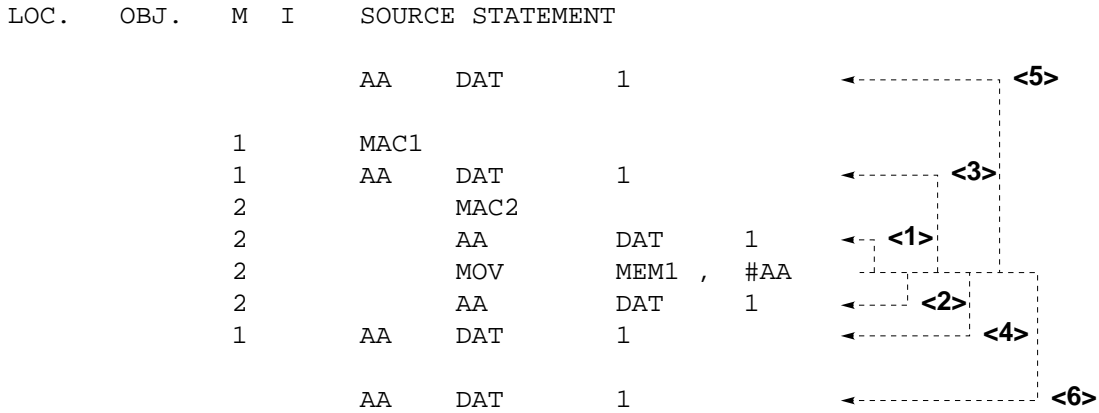 LOC. OBJ. M I SOURCE STATEMENT
AA DAT 1 <5>
1 MAC1
1 AA DAT 1 <3>
2 MAC2
2 AA DAT 1 <1>
2 MOV MEM1 , #AA
2 AA DAT 1 <2>
1 AA DAT 1 <4>
AA DAT 1 <6>